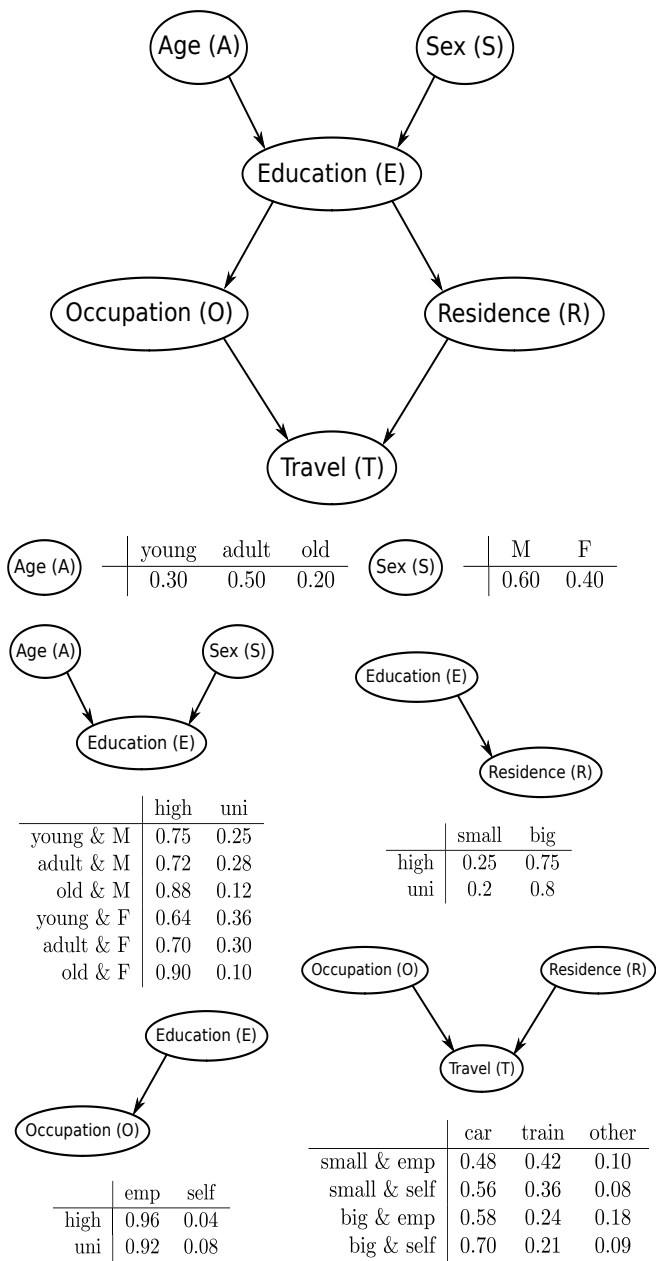 Age (A) Sex (S)
Education (E)
Occupation (O) Residence (R)
Travel (T)
Age (A) young adult old Sex (S) M F
0.30 0.50 0.20 0.60 0.40
Age (A) Sex (S)
Education (E)
Education (E)
Residence (R)
high uni
young & M 0.75 0.25
adult & M 0.72 0.28
old & M 0.88 0.12
young & F 0.64 0.36
adult & F 0.70 0.30
old & F 0.90 0.10
small big
high 0.25 0.75
uni 0.2 0.8
Occupation (O) Residence (R)
Travel (T)
Education (E)
Occupation (O)
emp self
high 0.96 0.04
uni 0.92 0.08
car train other
small & emp 0.48 0.42 0.10
small & self 0.56 0.36 0.08
big & emp 0.58 0.24 0.18
big & self 0.70 0.21 0.09